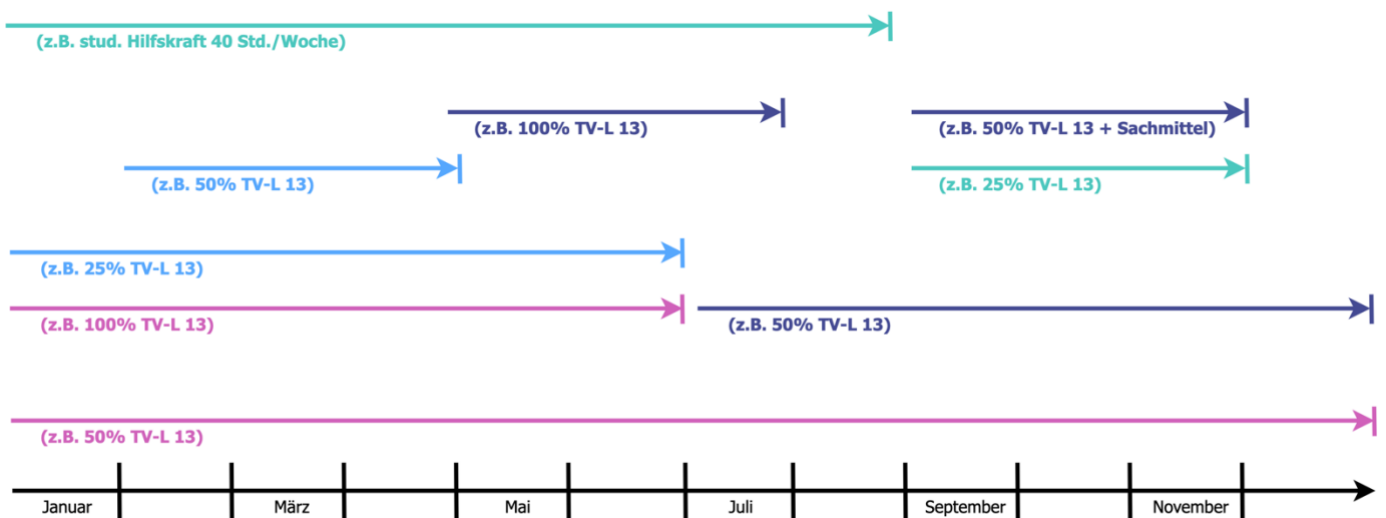 (z.B. stud. Hilfskraft 40 Std./Woche)
(z.B. 100% TV-L 13)
(z.B. 50% TV-L 13 + Sachmittel)
(z.B. 50% TV-L 13)
(z.B. 25% TV-L 13)
(z.B. 25% TV-L 13)
(z.B. 100% TV-L 13)
(z.B. 50% TV-L 13)
(z.B. 50% TV-L 13)
Januar
März
Mai
Juli
September
November